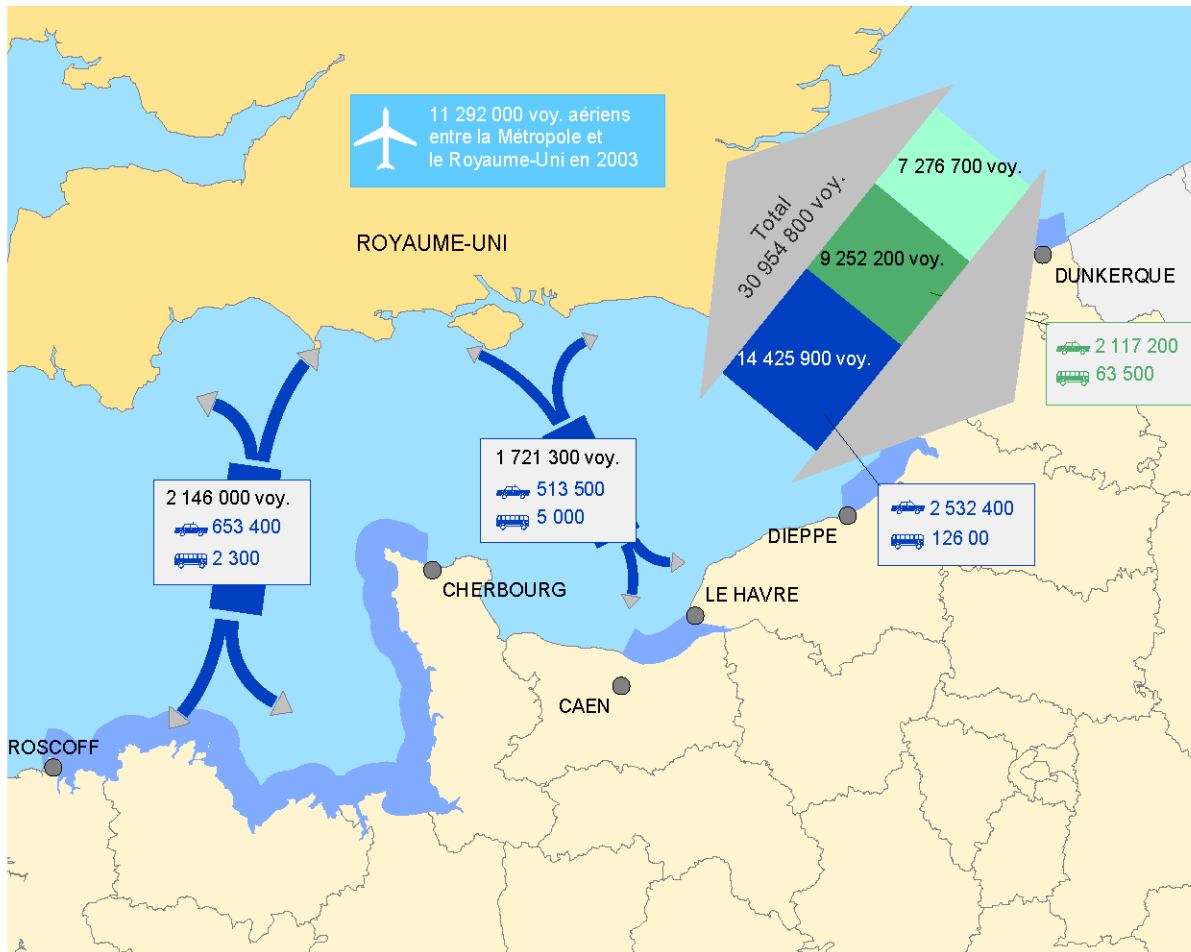 11 292 000 voy. aériens
entre la Métropole et
le Royaume-Uni en 2003
7 276 700 voy.
Total
30 954 800 voy.
9 252 200 voy.
14 425 900 voy.
ROYAUME-UNI
DUNKERQUE
2 117 200
63 500
1 721 300 voy.
513 500
5 000
2 146 000 voy.
653 400
2 300
2 532 400
126 00
DIEPPE
CHERBOURG
LE HAVRE
CAEN
ROSCOFF